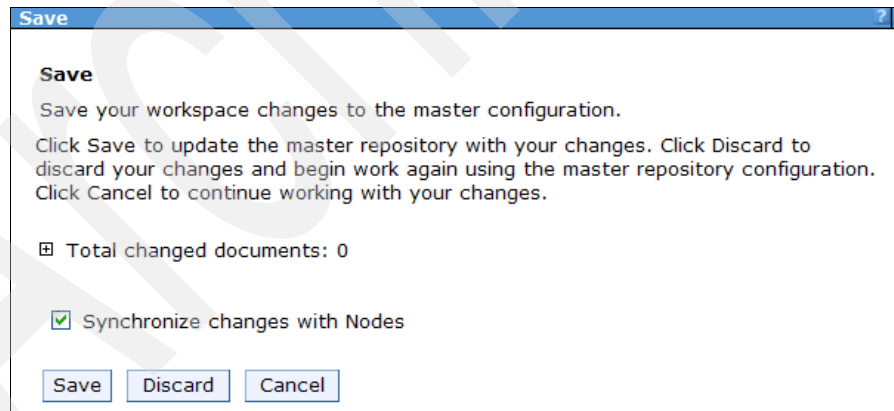 Save ?
Save
Save your workspace changes to the master configuration.
Click Save to update the master repository with your changes. Click Discard to
discard your changes and begin work again using the master repository configuration.
Click Cancel to continue working with your changes.
Total changed documents: 0
Synchronize changes with Nodes
Save Discard Cancel